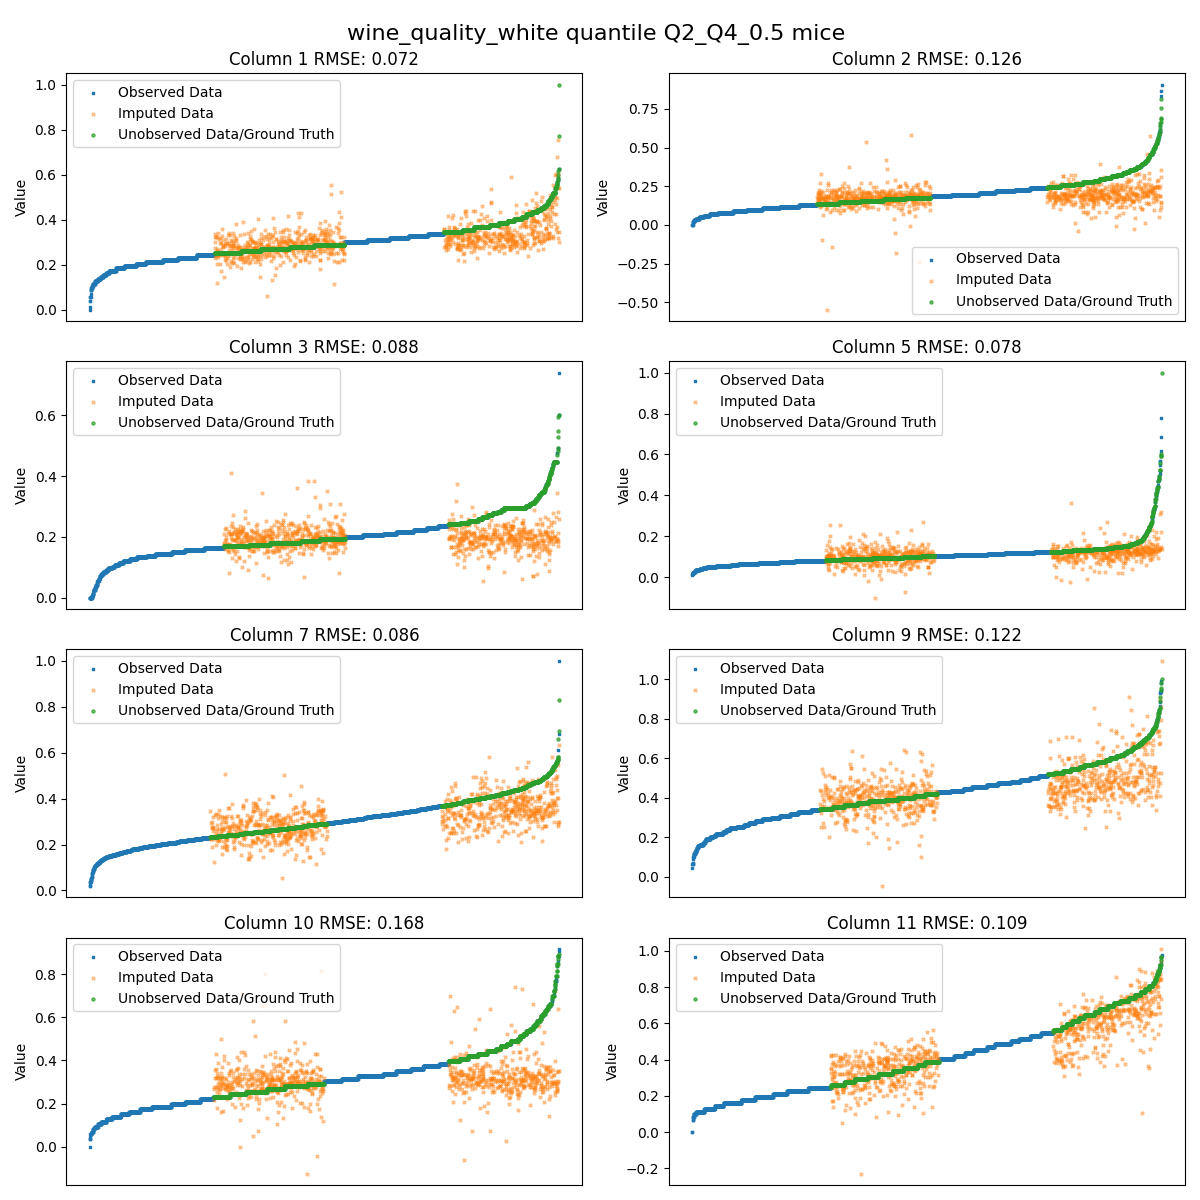 wine_quality_white quantile Q2_Q4_0.5 mice
Column 1 RMSE: 0.072
Value
1.0
0.8
0.6
0.4
0.2
0.0
Observed Data
Imputed Data
Unobserved Data/Ground Truth
Column 2 RMSE: 0.126
Value
0.75
0.50
0.25
0.00
−0.25
−0.50
Observed Data
Imputed Data
Unobserved Data/Ground Truth
Column 3 RMSE: 0.088
Value
0.6
0.4
0.2
0.0
Observed Data
Imputed Data
Unobserved Data/Ground Truth
Column 5 RMSE: 0.078
Value
1.0
0.8
0.6
0.4
0.2
0.0
Observed Data
Imputed Data
Unobserved Data/Ground Truth
Column 7 RMSE: 0.086
Value
1.0
0.8
0.6
0.4
0.2
0.0
Observed Data
Imputed Data
Unobserved Data/Ground Truth
Column 9 RMSE: 0.122
Value
1.0
0.8
0.6
0.4
0.2
0.0
Observed Data
Imputed Data
Unobserved Data/Ground Truth
Column 10 RMSE: 0.168
Value
0.8
0.6
0.4
0.2
0.0
Observed Data
Imputed Data
Unobserved Data/Ground Truth
Column 11 RMSE: 0.109
Value
1.0
0.8
0.6
0.4
0.2
0.0
−0.2
Observed Data
Imputed Data
Unobserved Data/Ground Truth